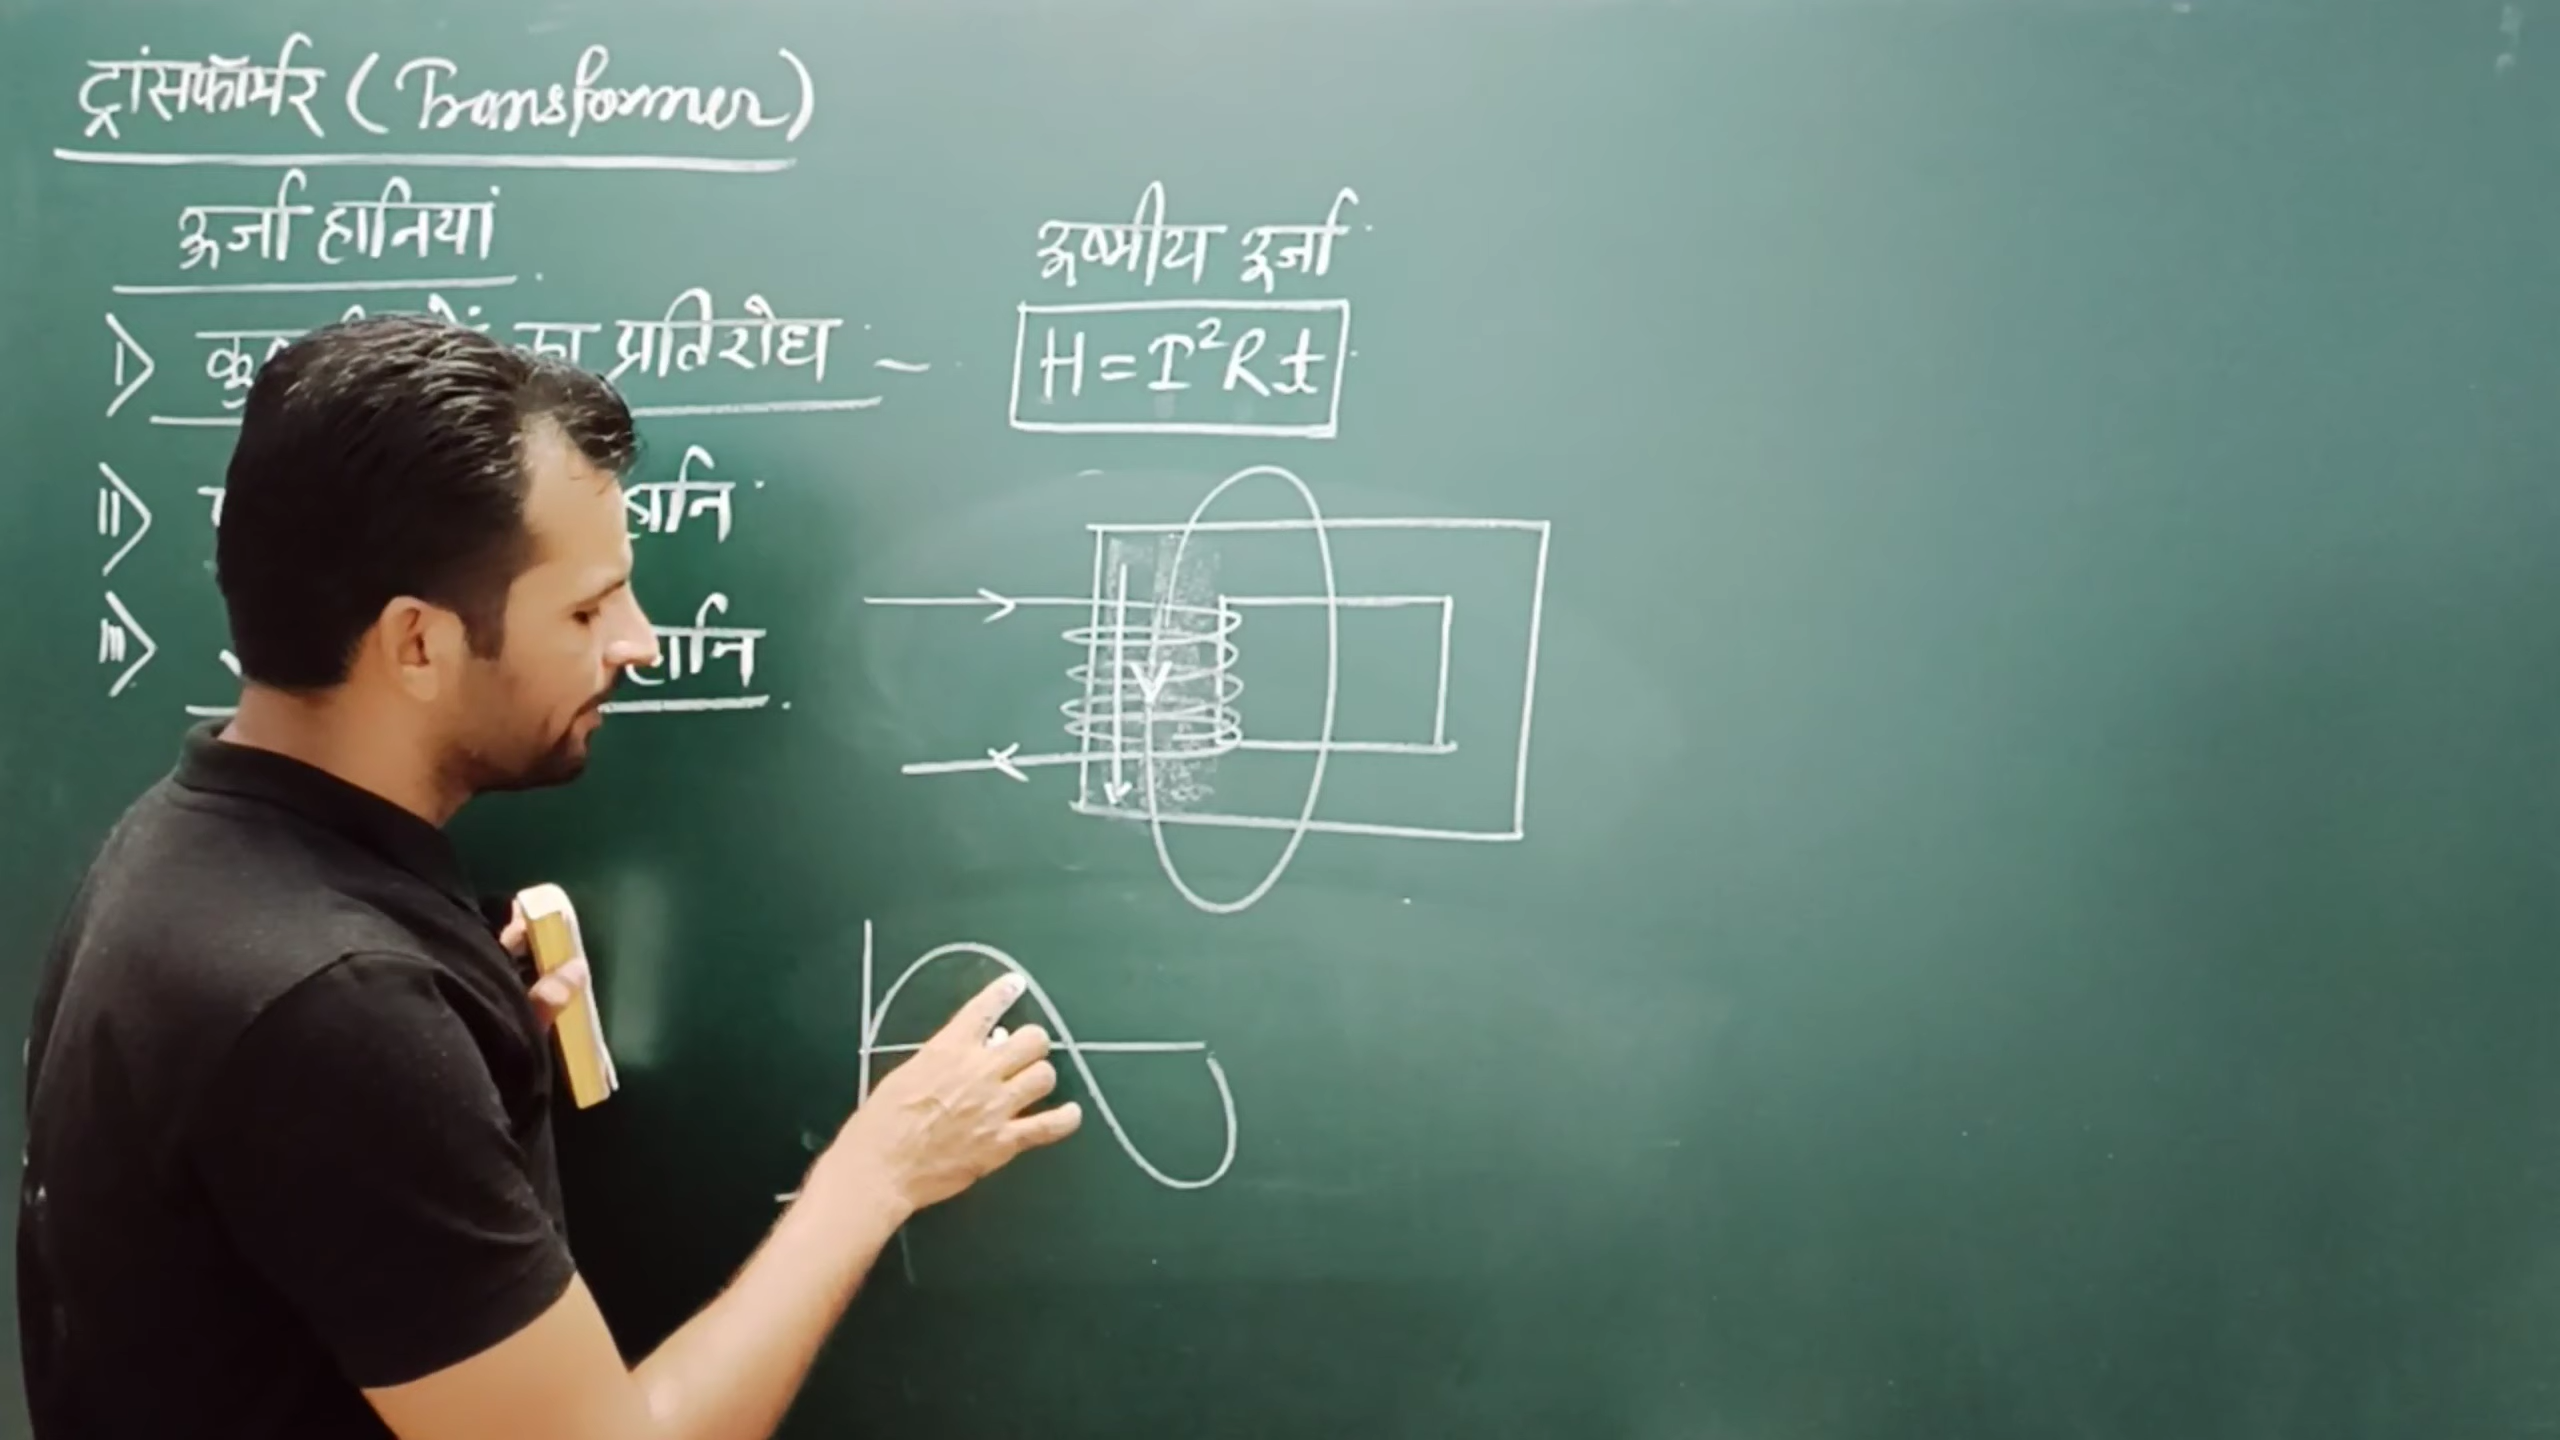 ट्रांसफॉर्मर (Transformer)
ऊर्जा हानियां
I) का प्रतिरोध -
II) हानि
III) हानि
ऊष्मीय ऊर्जा
H = I²Rt